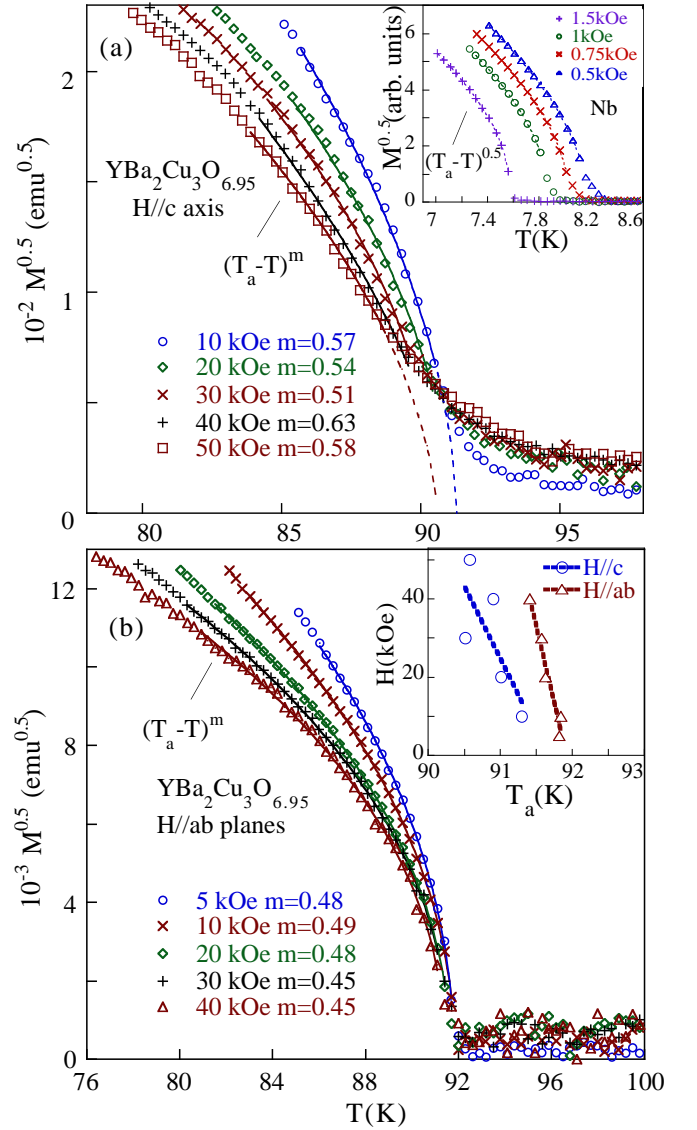 (a)
YBa2Cu3O6.95
H//c axis
(Ta-T)^m
10 kOe m=0.57
20 kOe m=0.54
30 kOe m=0.51
40 kOe m=0.63
50 kOe m=0.58
10^-2 M^0.5 (emu^0.5)
2
1
0
80 85 90 95
1.5kOe
1kOe
0.75kOe
0.5kOe
Nb
(Ta-T)^0.5
M^0.5(arb. units)
6
4
2
0
7 7.4 7.8 8.2 8.6
T(K)
(b)
(Ta-T)^m
YBa2Cu3O6.95
H//ab planes
5 kOe m=0.48
10 kOe m=0.49
20 kOe m=0.48
30 kOe m=0.45
40 kOe m=0.45
10^-3 M^0.5 (emu^0.5)
12
8
4
0
76 80 84 88 92 96 100
T(K)
H//c
H//ab
H(kOe)
40
20
0
90 91 92 93
Ta(K)